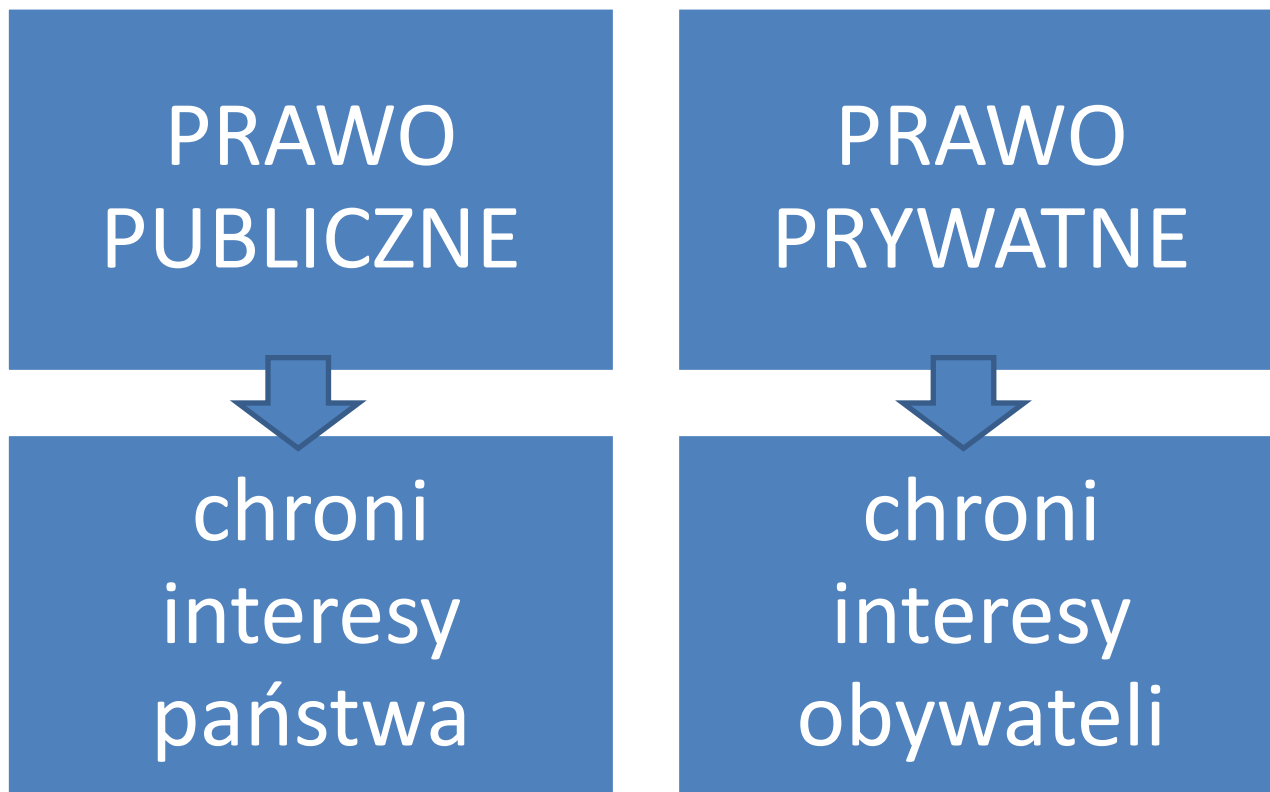 PRAWO
PUBLICZNE
chroni
interesy
państwa
PRAWO
PRYWATNE
chroni
interesy
obywateli